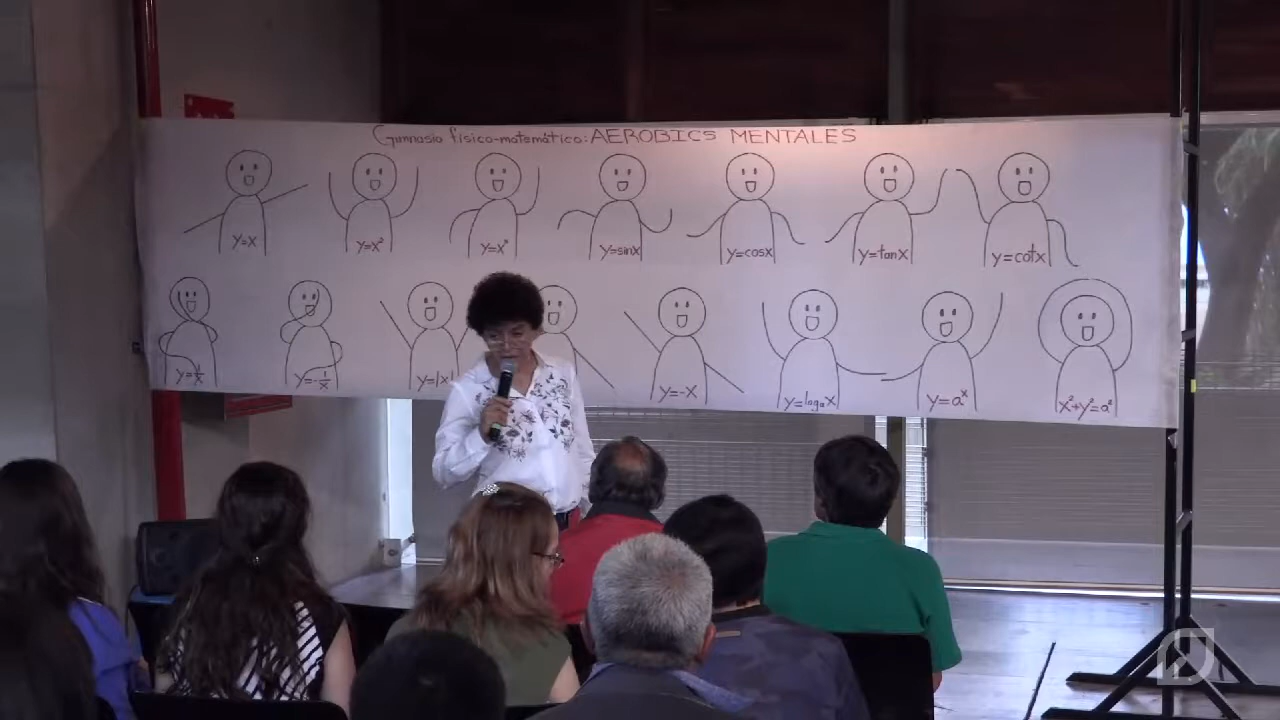 Gimnasio físico-matemático: AEROBICS MENTALES
y=x
y=x²
y=x³
y=sinx
y=cosx
y=tanx
y=cotx
y=1/x
y=-1/x
y=|x|
y=-x
y=logₐx
y=aˣ
x²+y²=a²